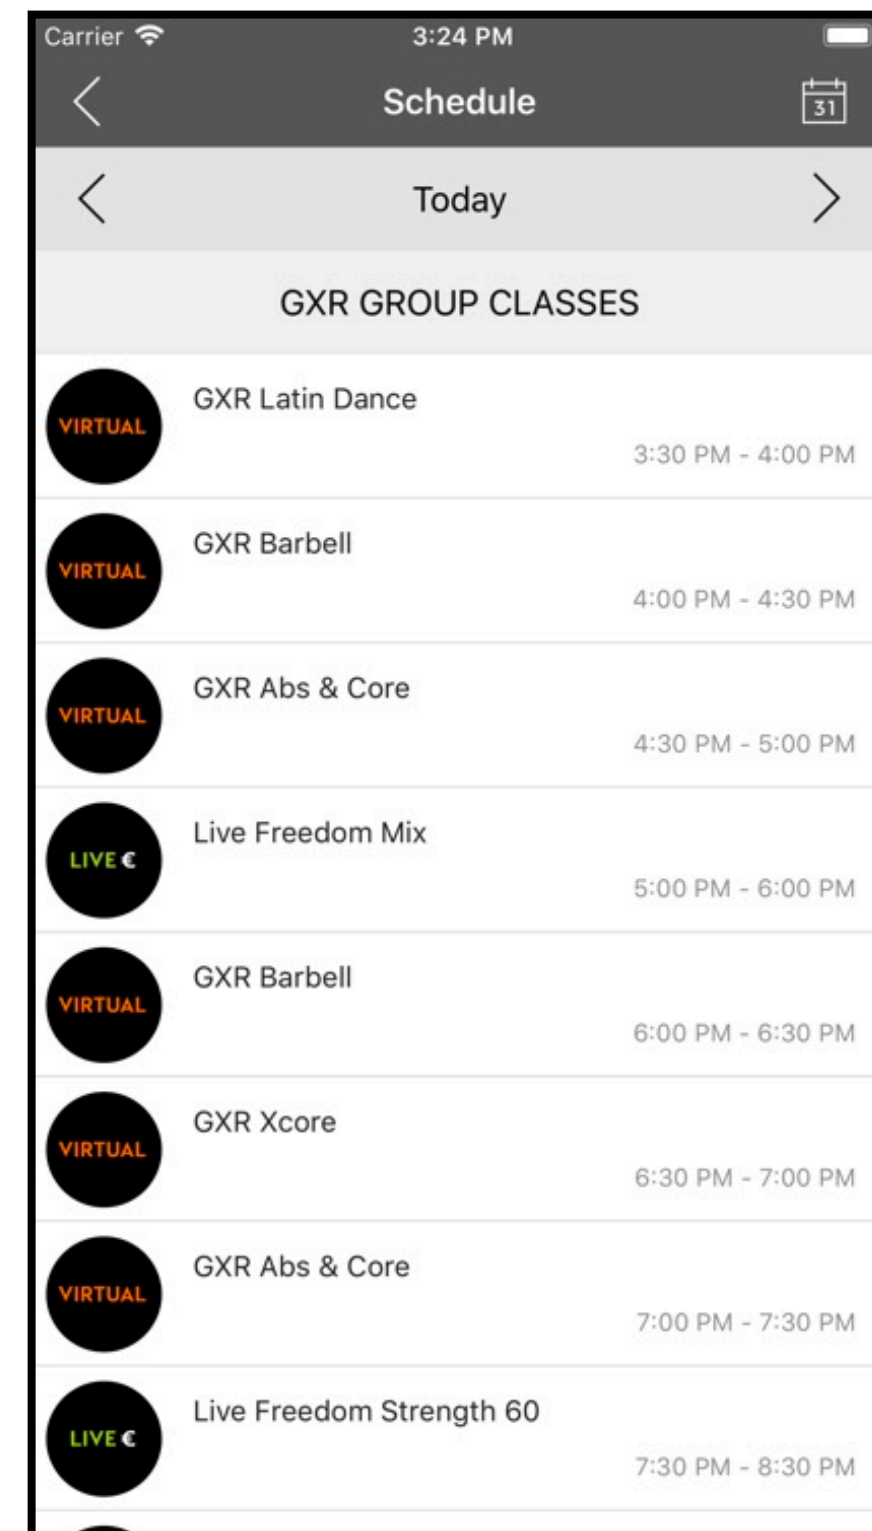 Carrier
3:24 PM
Schedule
31
Today
GXR GROUP CLASSES
VIRTUAL
GXR Latin Dance
3:30 PM - 4:00 PM
VIRTUAL
GXR Barbell
4:00 PM - 4:30 PM
VIRTUAL
GXR Abs & Core
4:30 PM - 5:00 PM
LIVE €
Live Freedom Mix
5:00 PM - 6:00 PM
VIRTUAL
GXR Barbell
6:00 PM - 6:30 PM
VIRTUAL
GXR Xcore
6:30 PM - 7:00 PM
VIRTUAL
GXR Abs & Core
7:00 PM - 7:30 PM
LIVE €
Live Freedom Strength 60
7:30 PM - 8:30 PM